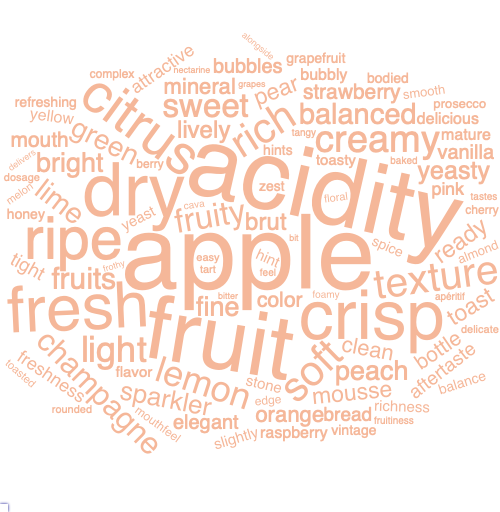 alongside
grapefruit
bubbles
attractive
nectarine
complex
bubbly
bodied
mineral
grapes
pear
strawberry
smooth
refreshing
citrus
sweet
rich
balanced
prosecco
yellow
green
lively
tangy
creamy
delicious
mouth
hints
mature
vanilla
delivers
bright
berry
acidity
toasty
baked
yeasty
dosage
melon
lime
dry
zest
floral
pink
tastes
honey
yeast
cava
fruity
brut
cherry
ripe
apple
bit
spice
ready
tight
frothy
easy
tart
hint
feel
almond
fruits
texture
fresh
fruit
bitter
fine
color
foamy
crisp
apéritif
toast
champagne
light
soft
clean
bottle
delicate
freshness
toasted
flavor
lemon
stone
peach
aftertaste
balance
sparkler
edge
mousse
richness
rounded
mouthfeel
elegant
orange
bread
fruitiness
slightly
raspberry
vintage